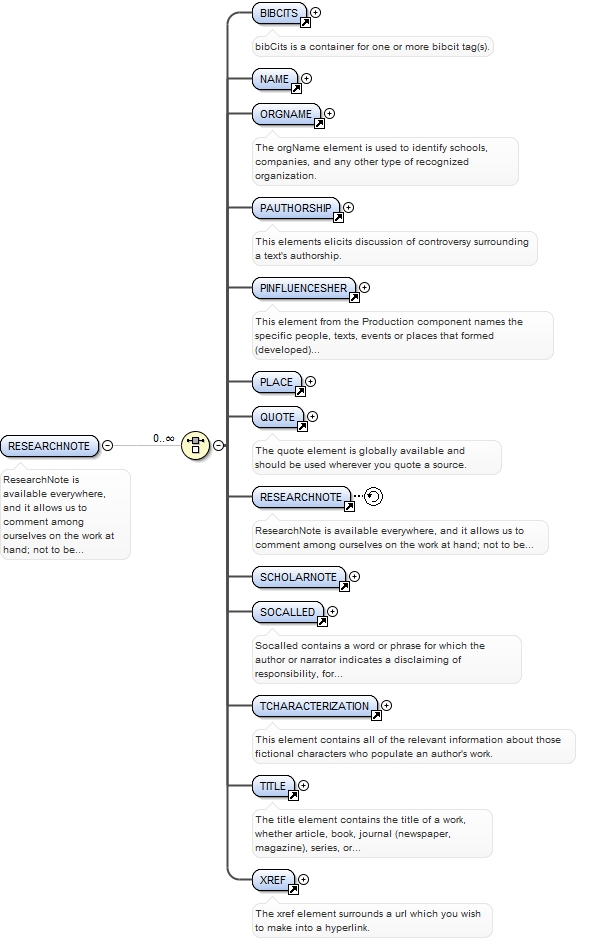 BIBCITS
bibCits is a container for one or more bibcit tag(s).
NAME
ORGNAME
The orgName element is used to identify schools,
companies, and any other type of recognized
organization.
PAUTHORSHIP
This elements elicits discussion of controversy surrounding
a text's authorship.
PINFLUENCESHER
This element from the Production component names the
specific people, texts, events or places that formed
(developed)...
PLACE
QUOTE
The quote element is globally available and
should be used wherever you quote a source.
RESEARCHNOTE
0..∞
ResearchNote is
available everywhere,
and it allows us to
comment among
ourselves on the work at
hand; not to be...
RESEARCHNOTE
ResearchNote is available everywhere, and it allows us to
comment among ourselves on the work at hand; not to be...
SCHOLARNOTE
SOCALLED
Socalled contains a word or phrase for which the
author or narrator indicates a disclaiming of
responsibility, for...
TCHARACTERIZATION
This element contains all of the relevant information about those
fictional characters who populate an author's work.
TITLE
The title element contains the title of a work,
whether article, book, journal (newspaper,
magazine), series, or...
XREF
The xref element surrounds a url which you wish
to make into a hyperlink.